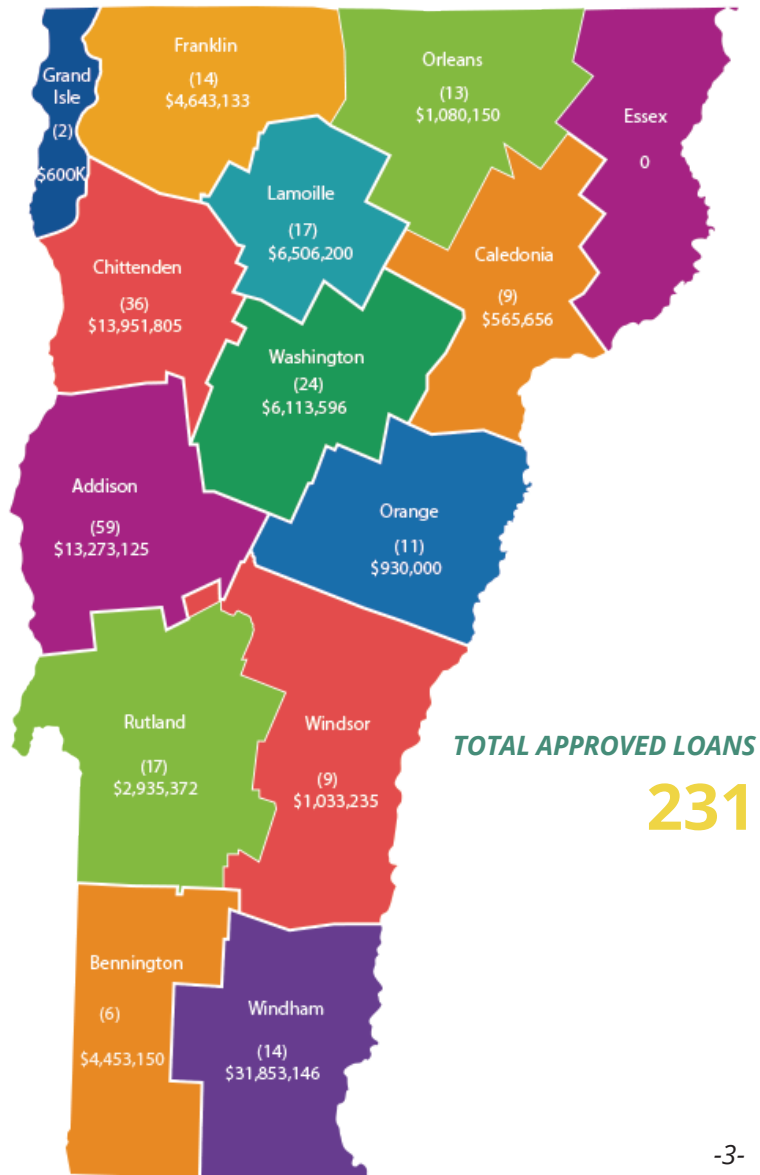 Franklin
(14)
$4,643,133
Orleans
(13)
$1,080,150
Grand
Isle
(2)
$600K
Essex
0
Lamoille
(17)
$6,506,200
Chittenden
(36)
$13,951,805
Caledonia
(9)
$565,656
Washington
(24)
$6,113,596
Addison
(59)
$13,273,125
Orange
(11)
$930,000
Rutland
(17)
$2,935,372
Windsor
(9)
$1,033,235
TOTAL APPROVED LOANS
231
Bennington
(6)
$4,453,150
Windham
(14)
$31,853,146
-3-